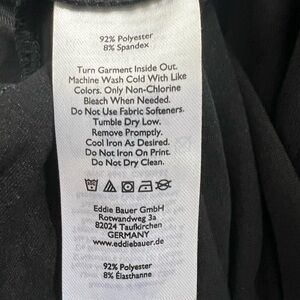 92% Polyester
8% Spandex
Turn Garment Inside Out.
Machine Wash Cold With Like
Colors. Only Non-Chlorine
Bleach When Needed.
Do Not Use Fabric Softeners.
Tumble Dry Low.
Remove Promptly.
Cool Iron As Desired.
Do Not Iron On Print.
Do Not Dry Clean.
Eddie Bauer GmbH
Rotwandweg 3a
82024 Taufkirchen
GERMANY
www.eddiebauer.de
92% Polyester
8% Élasthanne